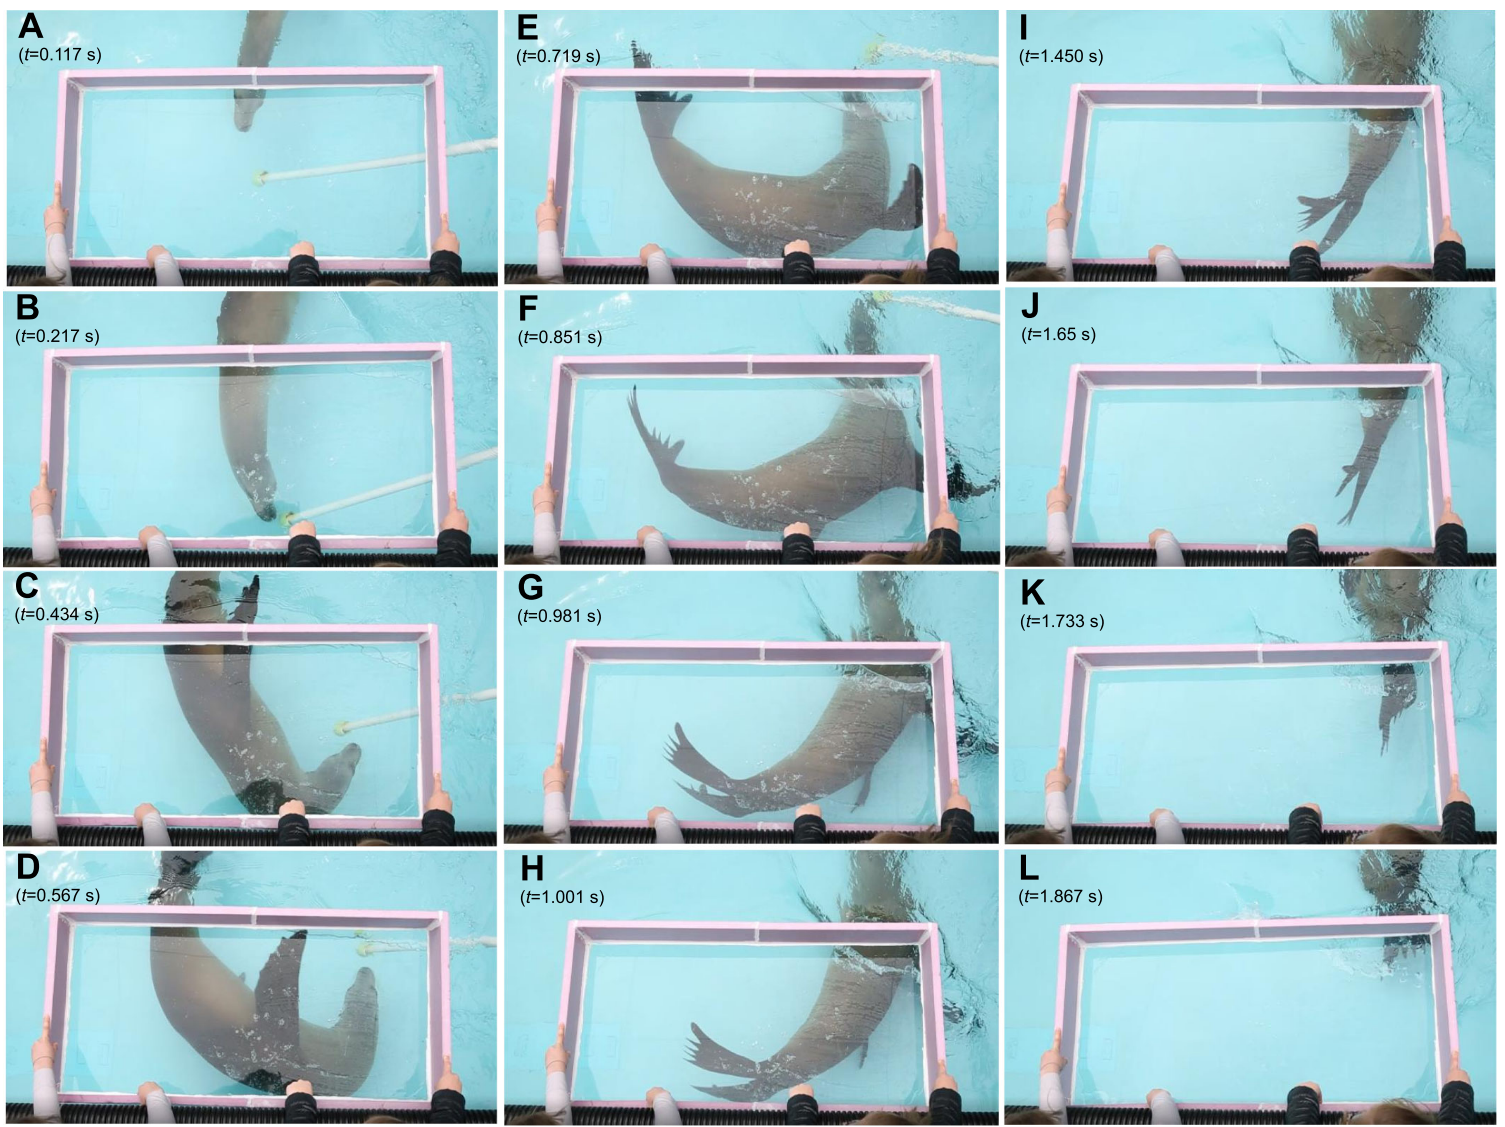 A
(t=0.117 s)
B
(t=0.217 s)
C
(t=0.434 s)
D
(t=0.567 s)
E
(t=0.719 s)
F
(t=0.851 s)
G
(t=0.981 s)
H
(t=1.001 s)
I
(t=1.450 s)
J
(t=1.65 s)
K
(t=1.733 s)
L
(t=1.867 s)